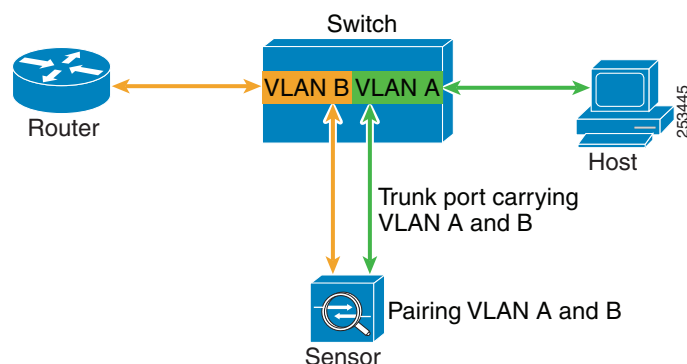 Switch
VLAN B
VLAN A
Router
Host
253445
Trunk port carrying
VLAN A and B
Pairing VLAN A and B
Sensor